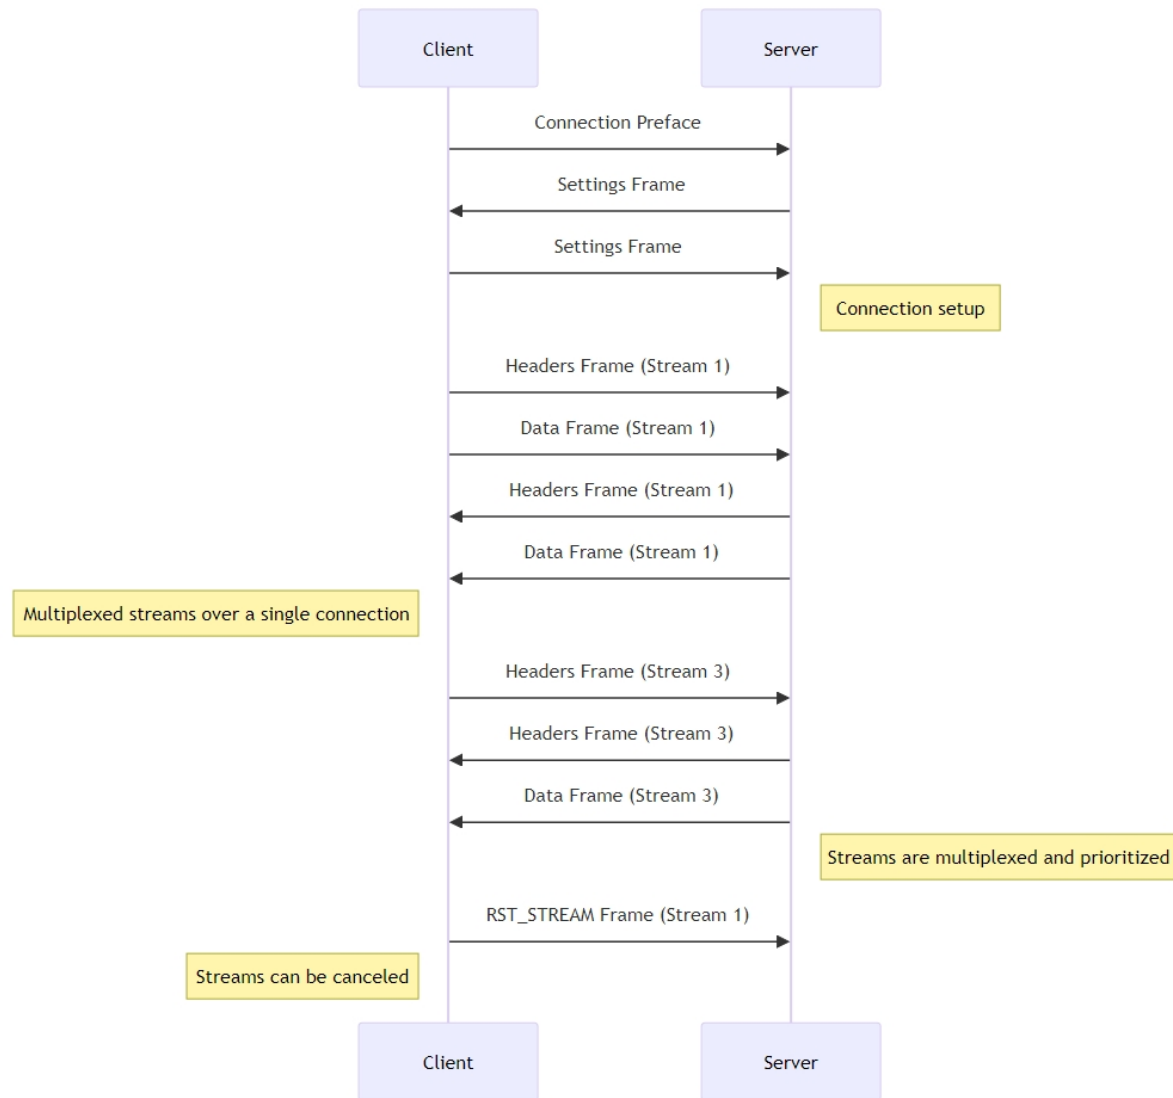 Client
Server
Connection Preface
Settings Frame
Settings Frame
Connection setup
Headers Frame (Stream 1)
Data Frame (Stream 1)
Headers Frame (Stream 1)
Data Frame (Stream 1)
Multiplexed streams over a single connection
Headers Frame (Stream 3)
Headers Frame (Stream 3)
Data Frame (Stream 3)
Streams are multiplexed and prioritized
RST_STREAM Frame (Stream 1)
Streams can be canceled
Client
Server